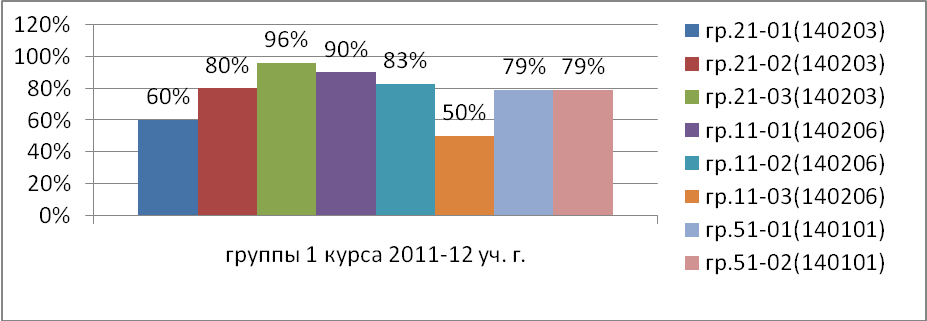 120%
100%
80%
60%
40%
20%
0%
60%
80%
96%
90%
83%
50%
79%
79%
группы 1 курса 2011-12 уч. г.
гр.21-01(140203)
гр.21-02(140203)
гр.21-03(140203)
гр.11-01(140206)
гр.11-02(140206)
гр.11-03(140206)
гр.51-01(140101)
гр.51-02(140101)